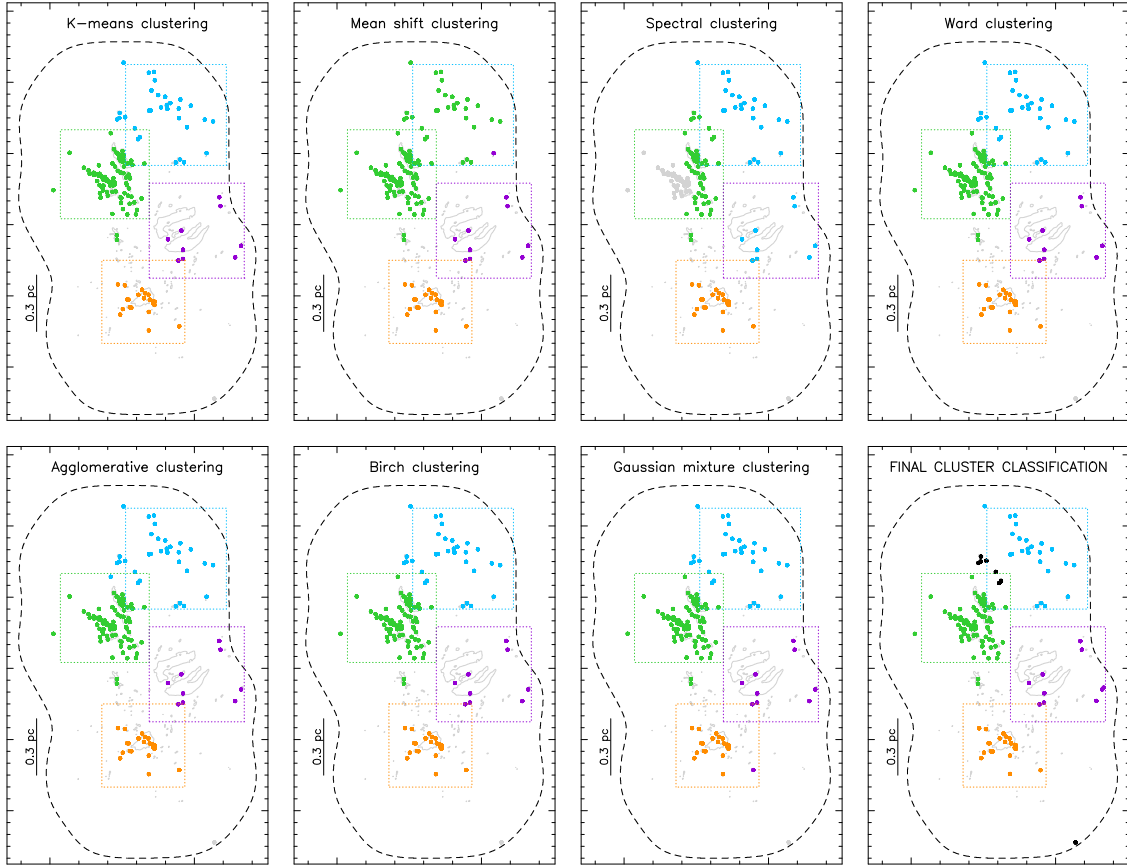 K-means clustering
Mean shift clustering
Spectral clustering
Ward clustering
0.3 pc
0.3 pc
0.3 pc
0.3 pc
Agglomerative clustering
Birch clustering
Gaussian mixture clustering
FINAL CLUSTER CLASSIFICATION
0.3 pc
0.3 pc
0.3 pc
0.3 pc